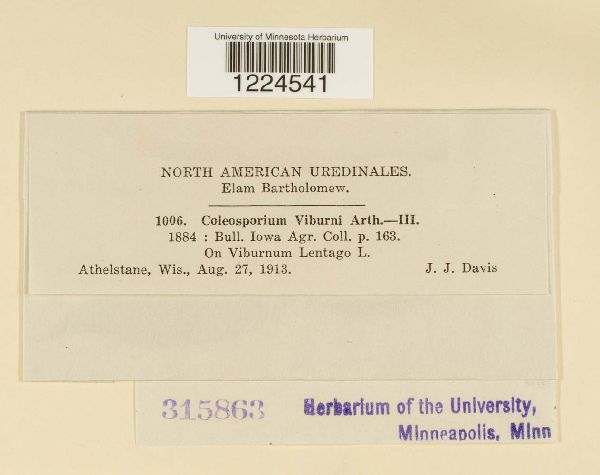 University of Minnesota Herbarium
1224541
NORTH AMERICAN UREDINALES.
Elam Bartholomew.
1006. Coleosporium Viburni Arth.—III.
1884 : Bull. Iowa Agr. Coll. p. 163.
On Viburnum Lentago L.
Athelstane, Wis., Aug. 27, 1913. J. J. Davis
315863 Herbarium of the University,
Minneapolis, Minn